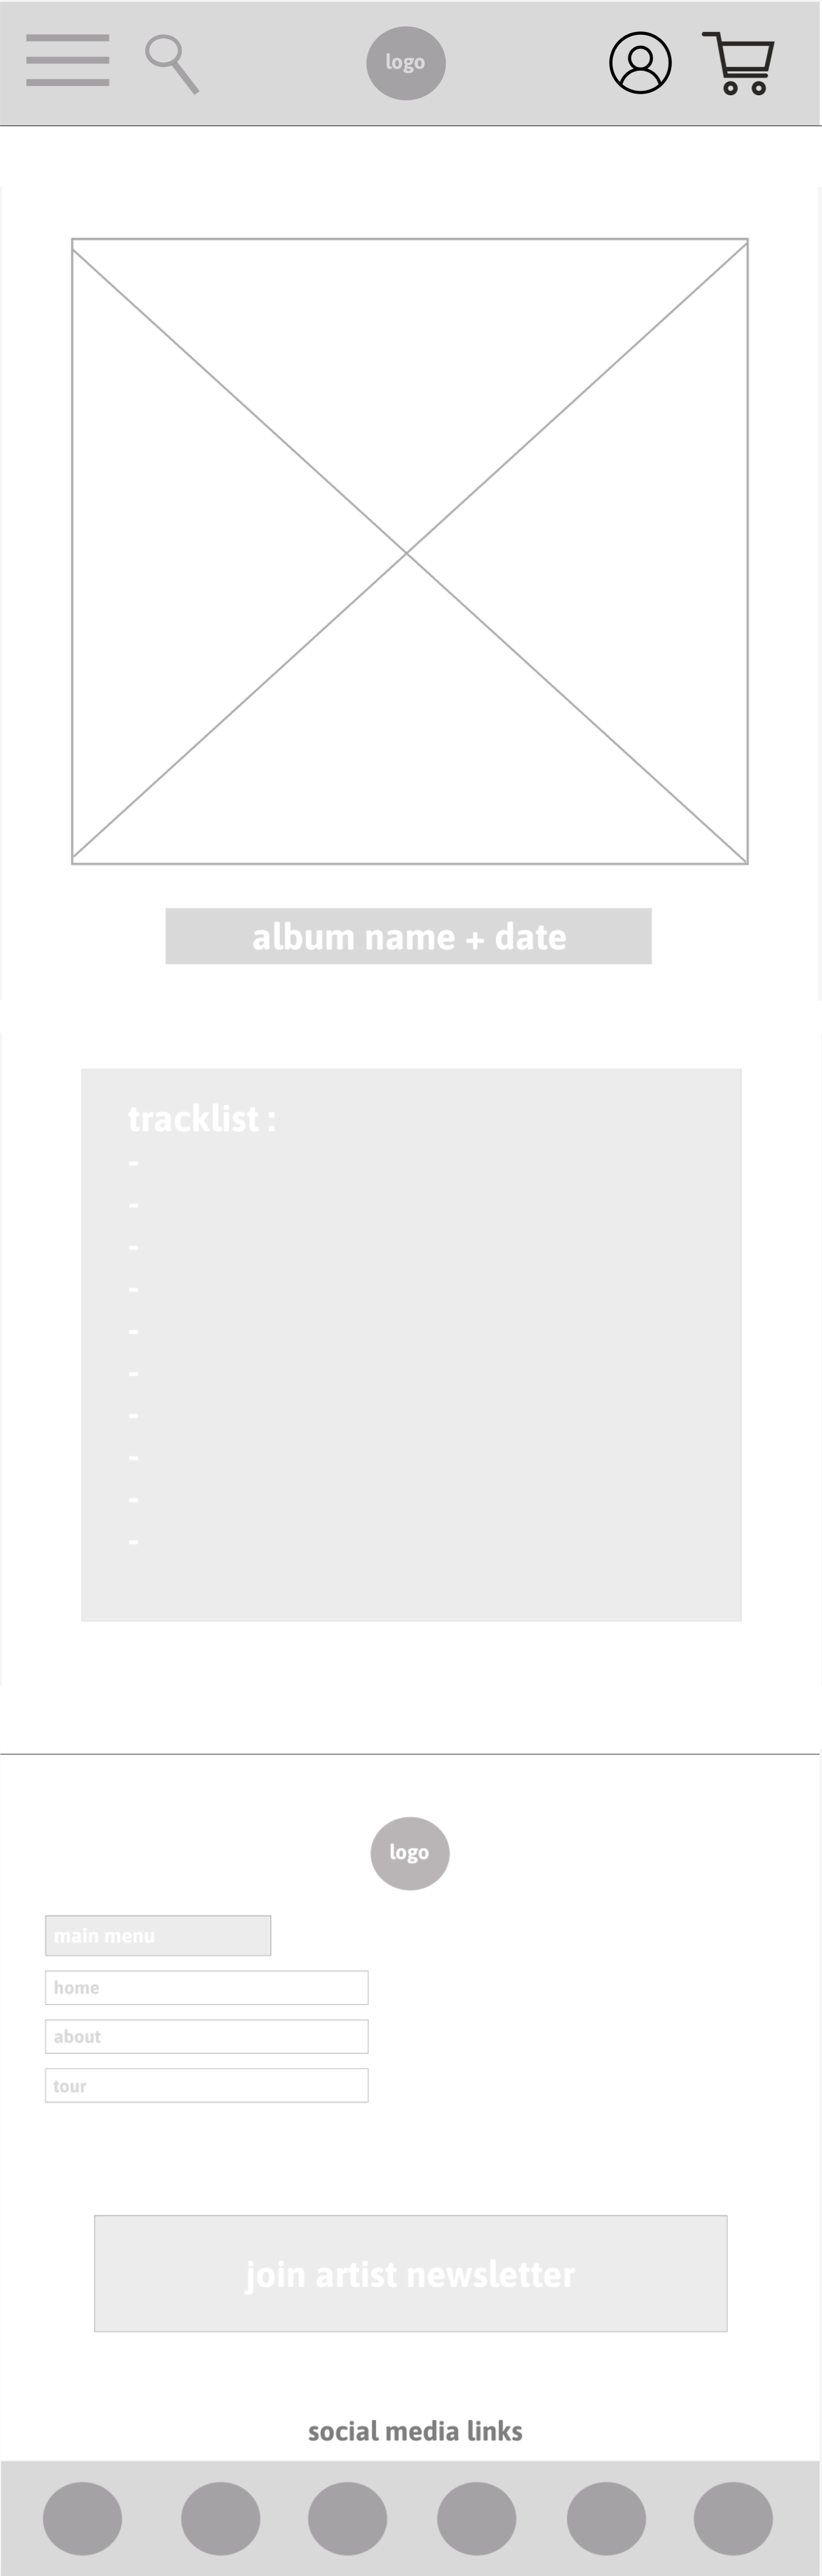 logo
album name + date
tracklist :
-
-
-
-
-
-
-
-
-
-
logo
main menu
home
about
tour
join artist newsletter
social media links